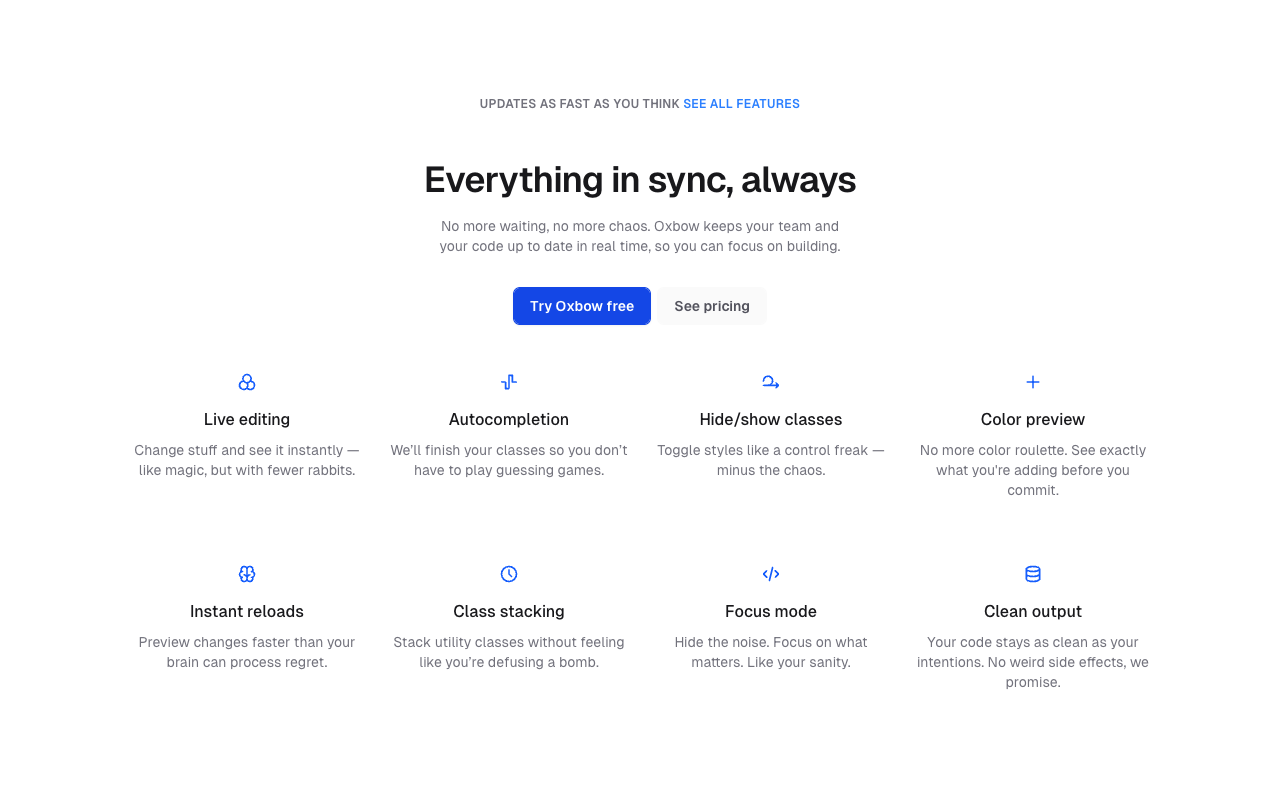 UPDATES AS FAST AS YOU THINK SEE ALL FEATURES
Everything in sync, always
No more waiting, no more chaos. Oxbow keeps your team and
your code up to date in real time, so you can focus on building.
Try Oxbow free
See pricing
Live editing
Change stuff and see it instantly —
like magic, but with fewer rabbits.
Autocompletion
We’ll finish your classes so you don’t
have to play guessing games.
Hide/show classes
Toggle styles like a control freak —
minus the chaos.
Color preview
No more color roulette. See exactly
what you’re adding before you
commit.
Instant reloads
Preview changes faster than your
brain can process regret.
Class stacking
Stack utility classes without feeling
like you’re defusing a bomb.
Focus mode
Hide the noise. Focus on what
matters. Like your sanity.
Clean output
Your code stays as clean as your
intentions. No weird side effects, we
promise.